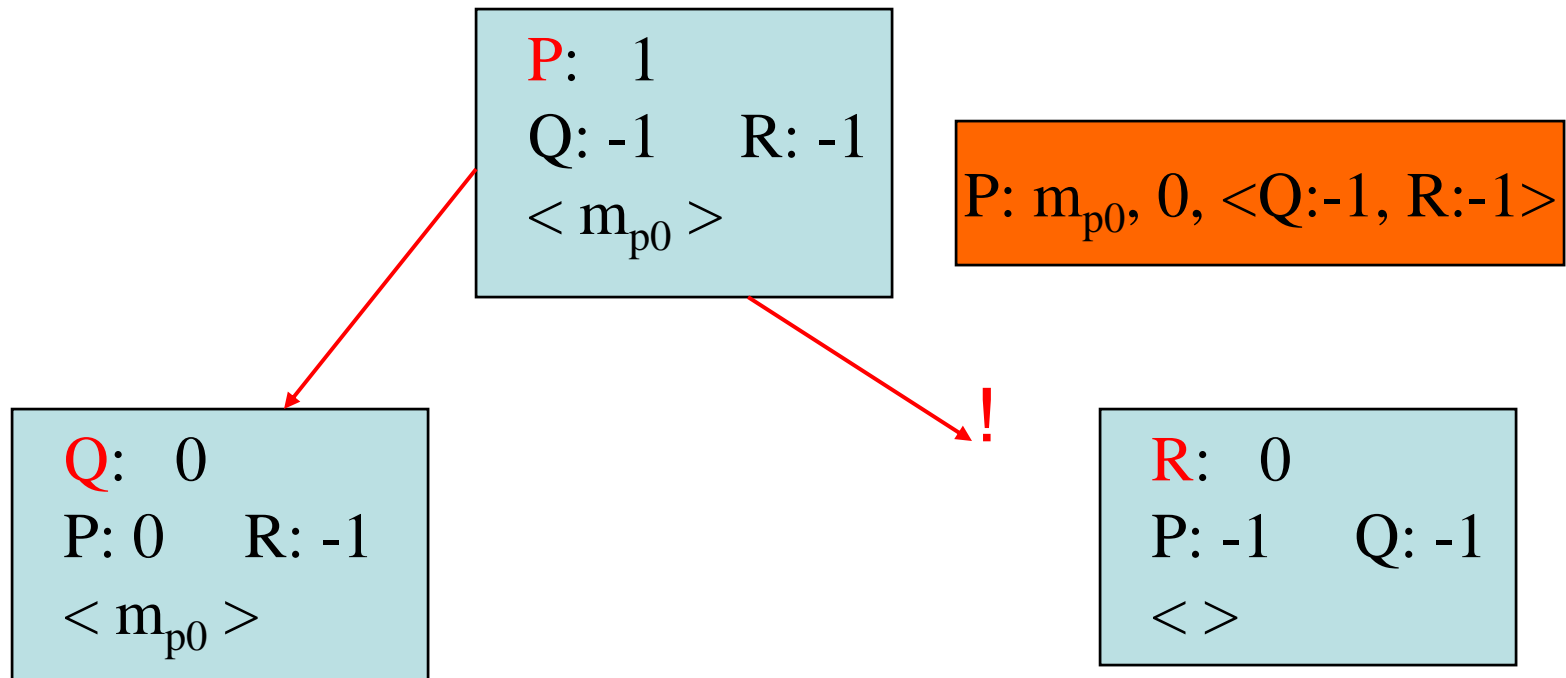 P: 1
Q: -1 R: -1
< mp0 >
P: mp0, 0, <Q:-1, R:-1>
!
Q: 0
P: 0 R: -1
< mp0 >
R: 0
P: -1 Q: -1
< >